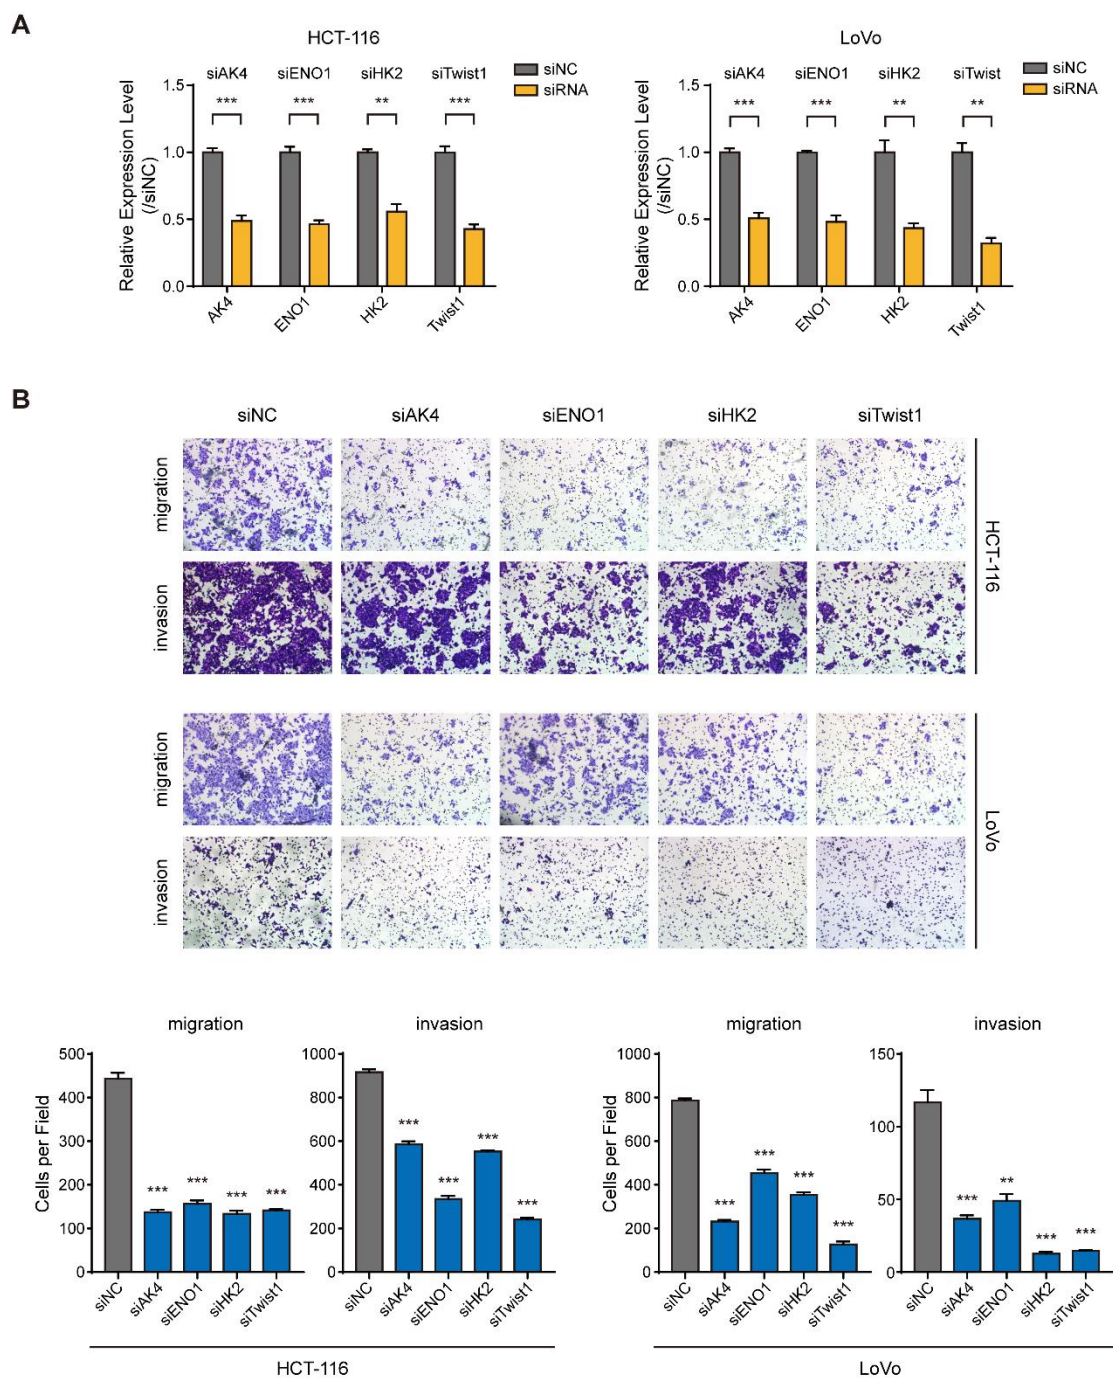 A
HCT-116
LoVo
siAK4 siENO1 siHK2 siTwist1
siNC
siRNA
siAK4 siENO1 siHK2 siTwist
siNC
siRNA
Relative Expression Level
(/siNC)
1.5
1.0
0.5
0.0
*** *** ** ***
AK4 ENO1 HK2 Twist1
Relative Expression Level
(/siNC)
1.5
1.0
0.5
0.0
*** *** ** **
AK4 ENO1 HK2 Twist1
B
siNC siAK4 siENO1 siHK2 siTwist1
migration
invasion
HCT-116
migration
invasion
LoVo
migration
Cells per Field
500
400
300
200
100
0
*** *** *** ***
siNC siAK4 siENO1 siHK2 siTwist1
invasion
1000
800
600
400
200
0
*** *** *** ***
siNC siAK4 siENO1 siHK2 siTwist1
HCT-116
migration
Cells per Field
1000
800
600
400
200
0
*** *** *** ***
siNC siAK4 siENO1 siHK2 siTwist1
invasion
150
100
50
0
*** ** *** ***
siNC siAK4 siENO1 siHK2 siTwist1
LoVo